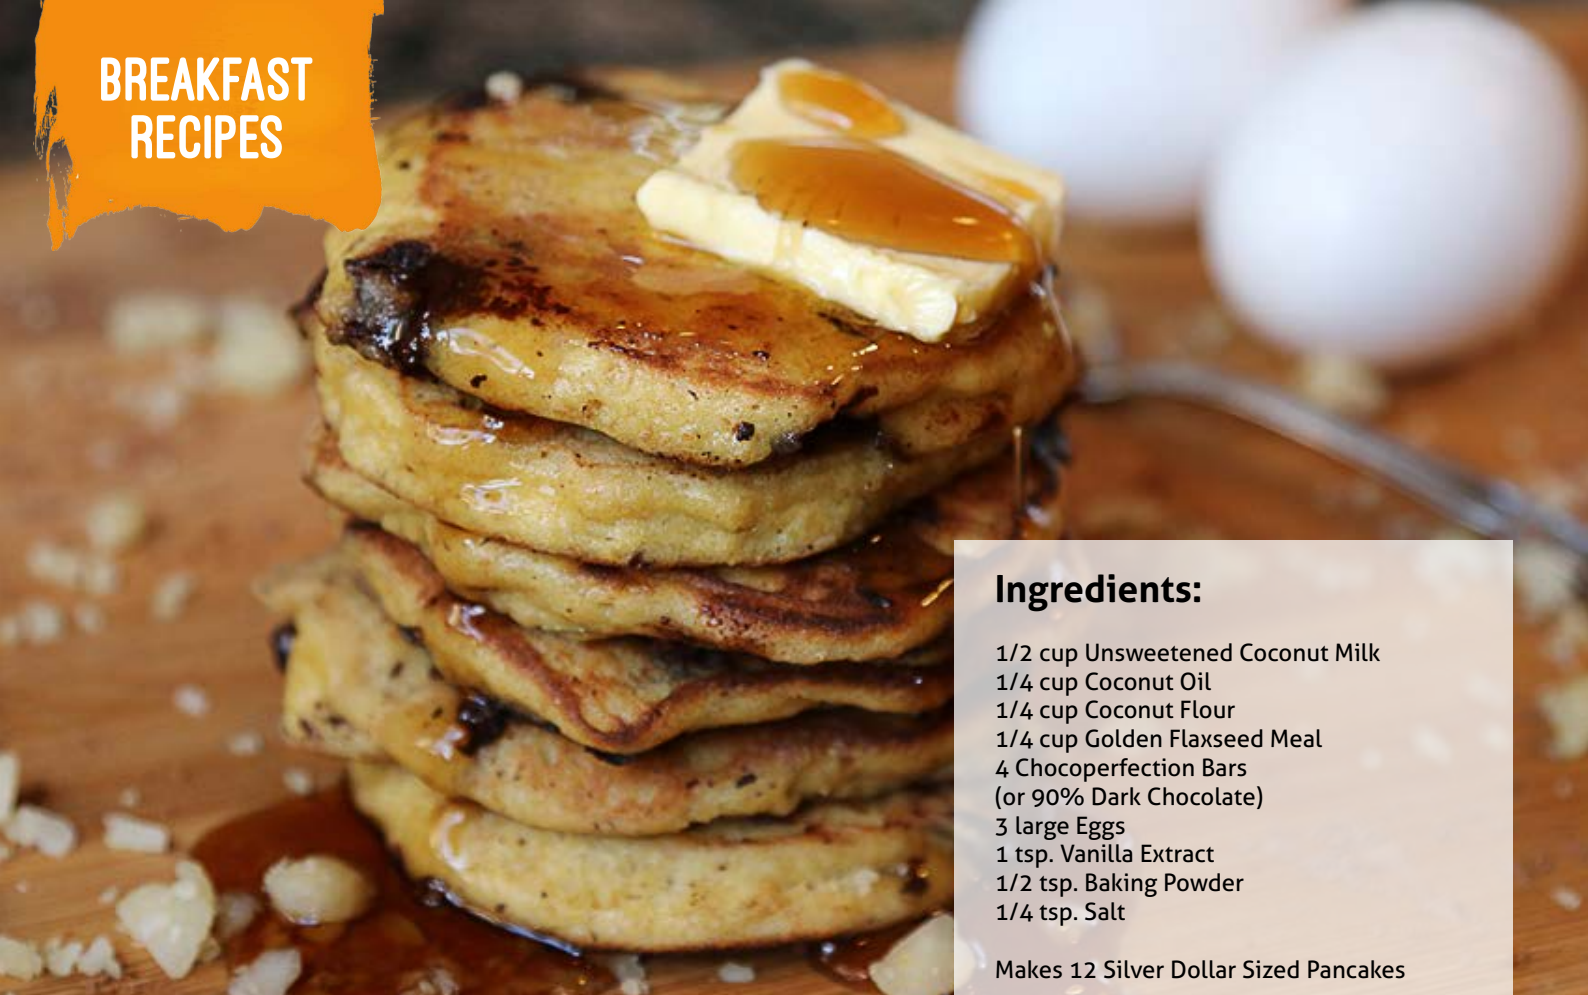 BREAKFAST
RECIPES
Ingredients:
1/2 cup Unsweetened Coconut Milk
1/4 cup Coconut Oil
1/4 cup Coconut Flour
1/4 cup Golden Flaxseed Meal
4 Chocoperfection Bars
(or 90% Dark Chocolate)
3 large Eggs
1 tsp. Vanilla Extract
1/2 tsp. Baking Powder
1/4 tsp. Salt
Makes 12 Silver Dollar Sized Pancakes